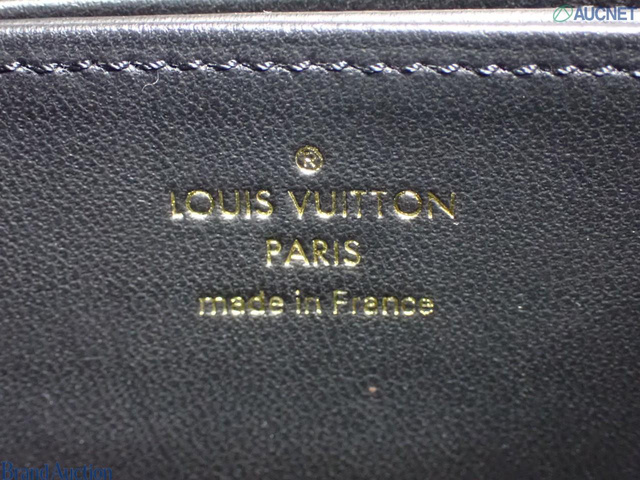 AUCNET
®
LOUIS VUITTON
PARIS
made in France
Brand Auction